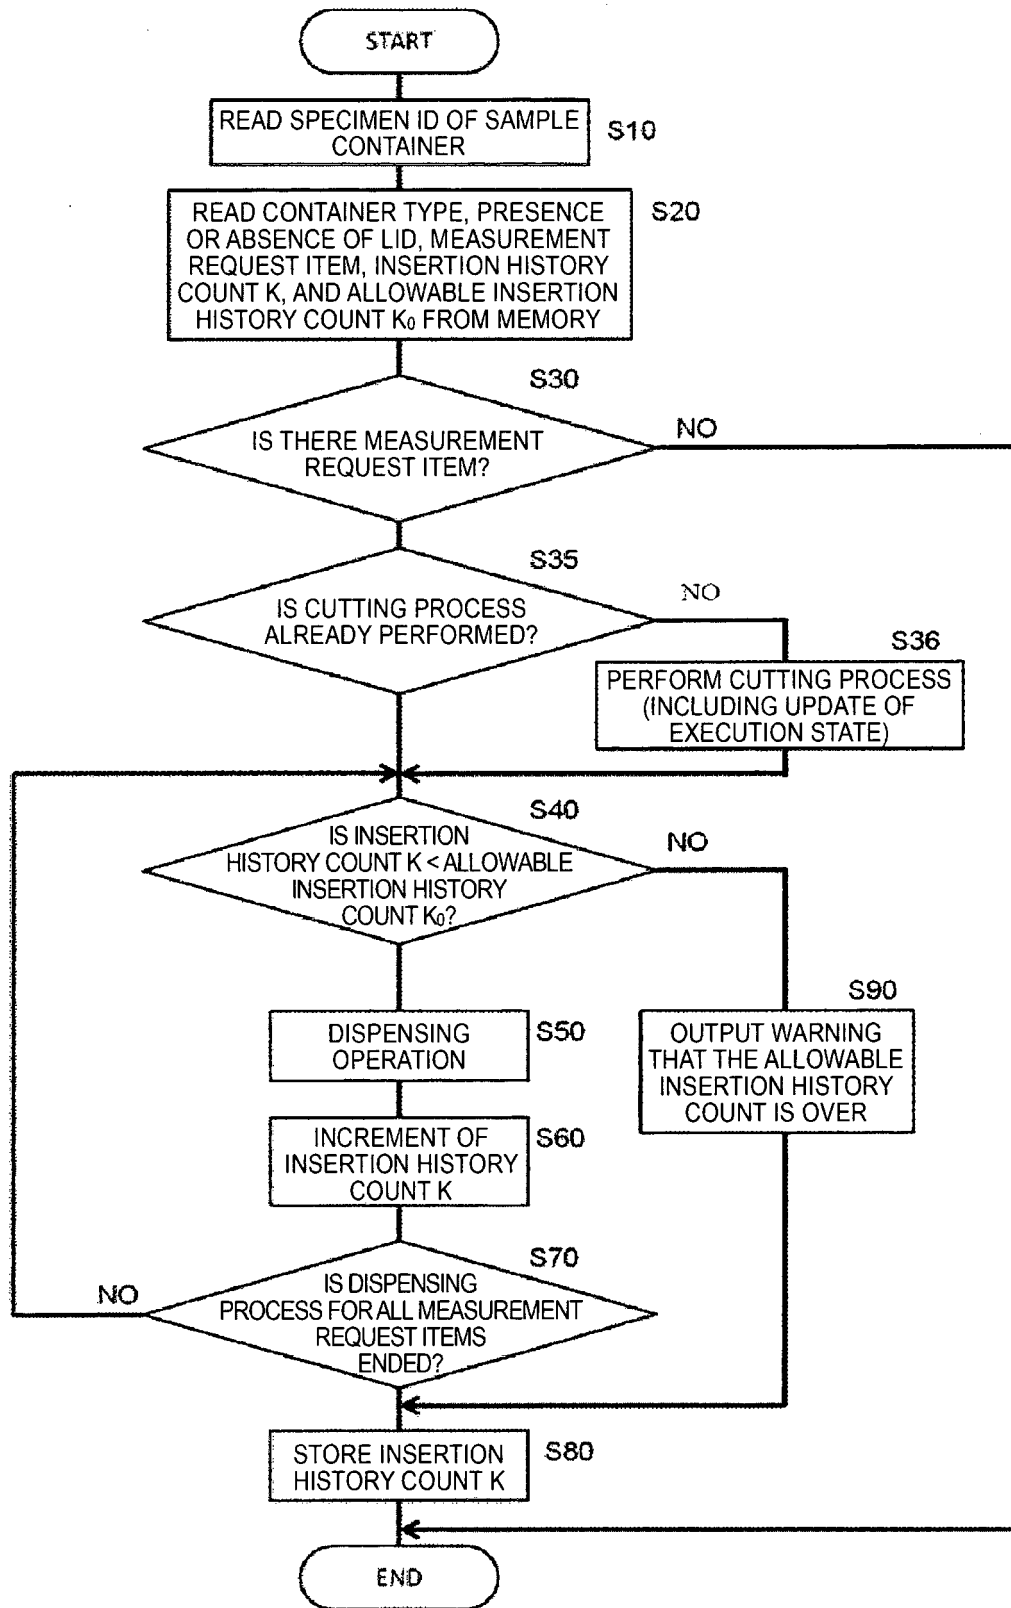 START
READ SPECIMEN ID OF SAMPLE
CONTAINER
S10
READ CONTAINER TYPE, PRESENCE
OR ABSENCE OF LID, MEASUREMENT
REQUEST ITEM, INSERTION HISTORY
COUNT K, AND ALLOWABLE INSERTION
HISTORY COUNT K₀ FROM MEMORY
S20
S30
IS THERE MEASUREMENT
REQUEST ITEM?
NO
S35
IS CUTTING PROCESS
ALREADY PERFORMED?
NO
S36
PERFORM CUTTING PROCESS
(INCLUDING UPDATE OF
EXECUTION STATE)
S40
IS INSERTION
HISTORY COUNT K < ALLOWABLE
INSERTION HISTORY
COUNT K₀?
NO
S90
OUTPUT WARNING
THAT THE ALLOWABLE
INSERTION HISTORY
COUNT IS OVER
DISPENSING
OPERATION
S50
INCREMENT OF
INSERTION HISTORY
COUNT K
S60
S70
IS DISPENSING
PROCESS FOR ALL MEASUREMENT
REQUEST ITEMS
ENDED?
NO
STORE INSERTION
HISTORY COUNT K
S80
END